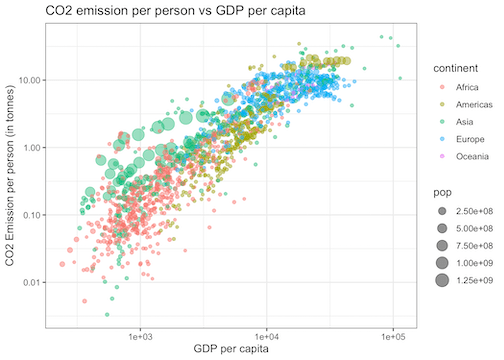 CO2 emission per person vs GDP per capita
CO2 Emission per person (in tonnes)
10.00
1.00
0.10
0.01
1e+03
1e+04
1e+05
GDP per capita
continent
Africa
Americas
Asia
Europe
Oceania
pop
2.50e+08
5.00e+08
7.50e+08
1.00e+09
1.25e+09